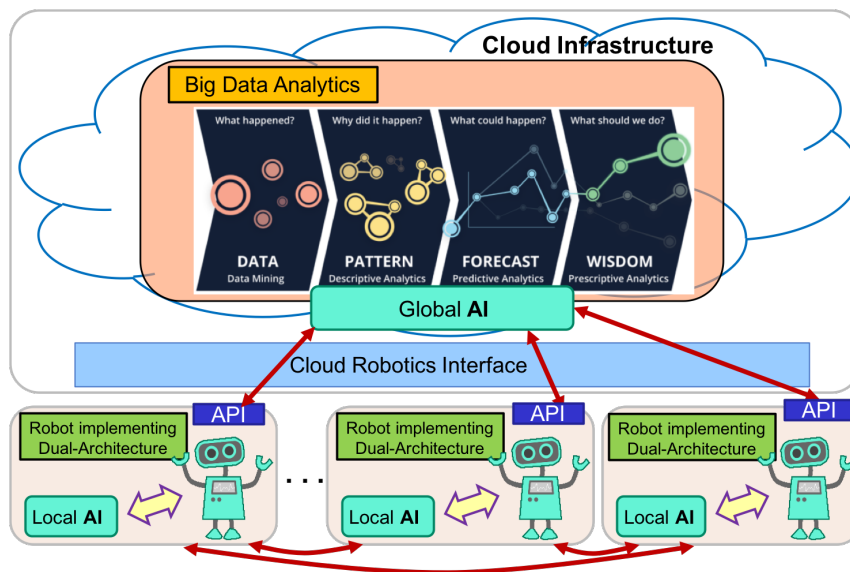 Cloud Infrastructure
Big Data Analytics
What happened?
Why did it happen?
What could happen?
What should we do?
DATA
Data Mining
PATTERN
Descriptive Analytics
FORECAST
Predictive Analytics
WISDOM
Prescriptive Analytics
Global AI
Cloud Robotics Interface
API
Robot implementing
Dual-Architecture
Local AI
. . .
API
Robot implementing
Dual-Architecture
Local AI
API
Robot implementing
Dual-Architecture
Local AI